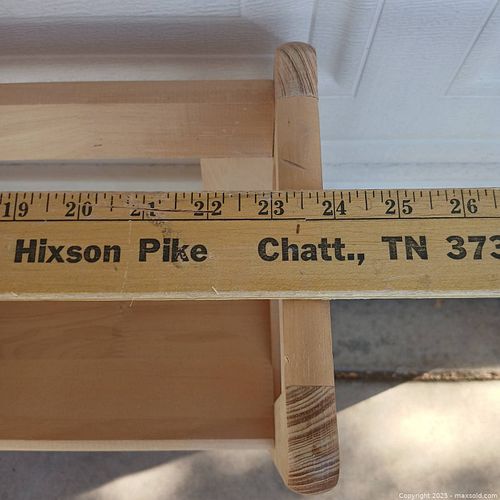 19 20 21 22 23 24 25 26
Hixson Pike Chatt., TN 373
Copyright 2025 - maxsold.com